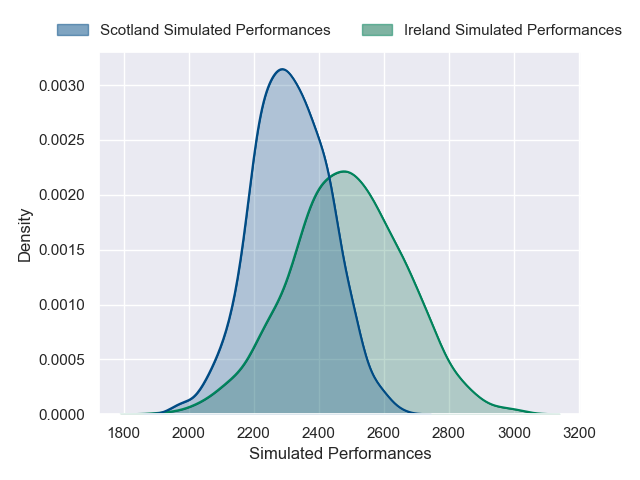 Scotland Simulated Performances Ireland Simulated Performances
0.0030
0.0025
0.0020
0.0015
0.0010
0.0005
0.0000
Density
1800 2000 2200 2400 2600 2800 3000 3200
Simulated Performances